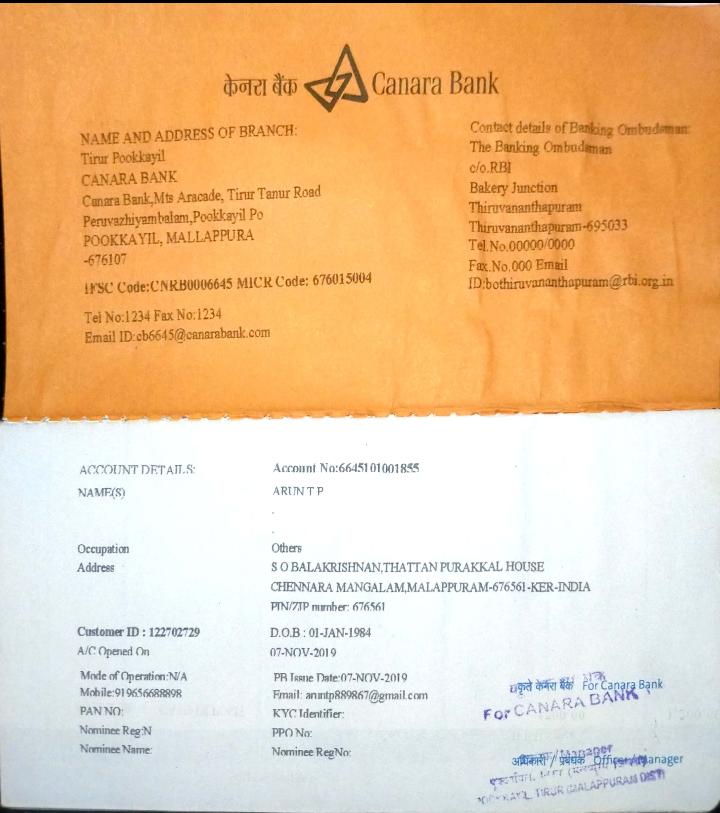 केनरा बैंक Canara Bank
NAME AND ADDRESS OF BRANCH:
Tirur Pookkayil
CANARA BANK
Canara Bank,Mts Aracade, Tirur Tanur Road
Peruvazhiyambalam,Pookkayil Po
POOKKAYIL, MALLAPPURA
-676107
IFSC Code:CNRB0006645 MICR Code: 676015004
Tel No:1234 Fax No:1234
Email ID:cb6645@canarabank.com
Contact details of Banking Ombudsman:
The Banking Ombudsman
c/o.RBI
Bakery Junction
Thiruvananthapuram
Thiruvananthapuram-695033
Tel.No.00000/0000
Fax.No.000 Email
ID:bothiruvananthapuram@rbi.org.in
ACCOUNT DETAILS: Account No:6645101001855
NAME(S) ARUN T P
.
.
Occupation Others
Address S O BALAKRISHNAN,THATTAN PURAKKAL HOUSE
CHENNARA MANGALAM,MALAPPURAM-676561-KER-INDIA
PIN/ZIP number: 676561
Customer ID : 122702729 D.O.B : 01-JAN-1984
A/C Opened On 07-NOV-2019
Mode of Operation:N/A PB Issue Date:07-NOV-2019
Mobile:919656688898 Email: aruntp889867@gmail.com
PAN NO: KYC Identifier:
Nominee Reg:N PPO No:
Nominee Name: Nominee RegNo:
कृते केनरा बैंक For Canara Bank
For CANARA BANK
अधिकारी / प्रबंधक Officer/Manager
/Manager
TIRUR (MALAPPURAM DIST)